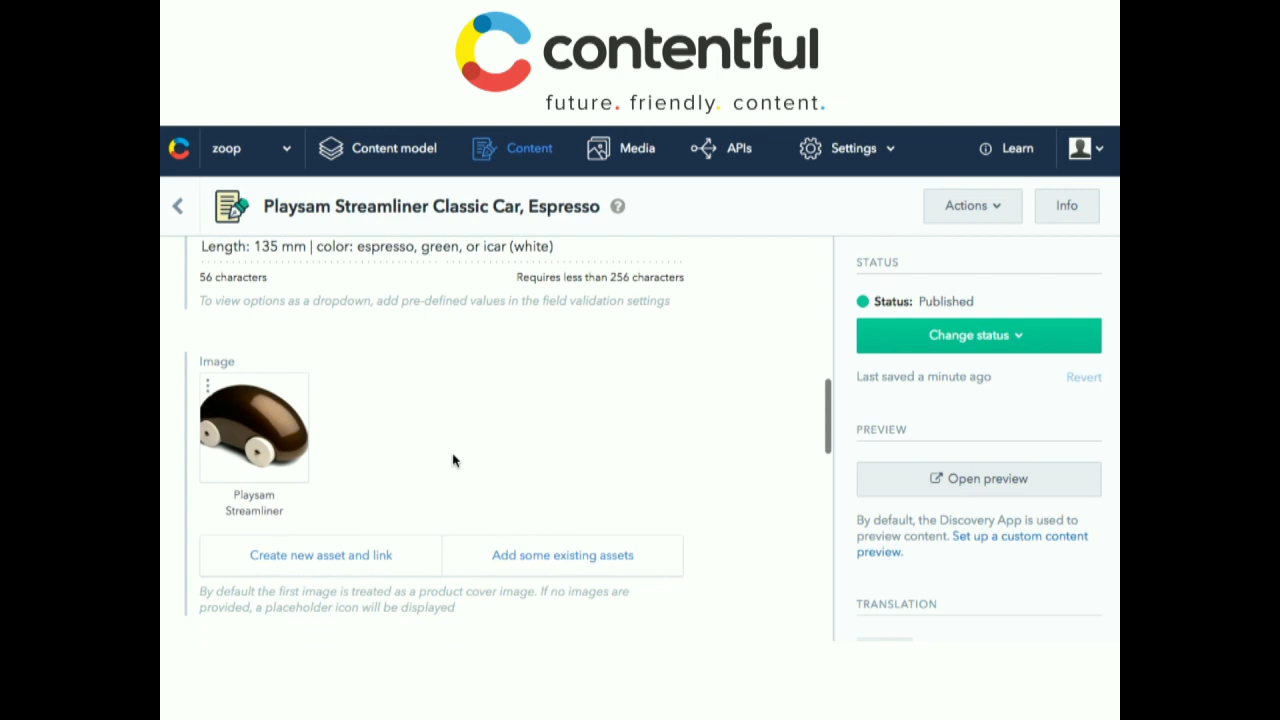 contentful
future. friendly. content.
zoop
Content model
Content
Media
APIs
Settings
Learn
Playsam Streamliner Classic Car, Espresso
Actions
Info
Length: 135 mm | color: espresso, green, or icar (white)
56 characters
Requires less than 256 characters
To view options as a dropdown, add pre-defined values in the field validation settings
Image
Playsam
Streamliner
Create new asset and link
Add some existing assets
By default the first image is treated as a product cover image. If no images are
provided, a placeholder icon will be displayed
STATUS
Status: Published
Change status
Last saved a minute ago
Revert
PREVIEW
Open preview
By default, the Discovery App is used to
preview content. Set up a custom content
preview.
TRANSLATION